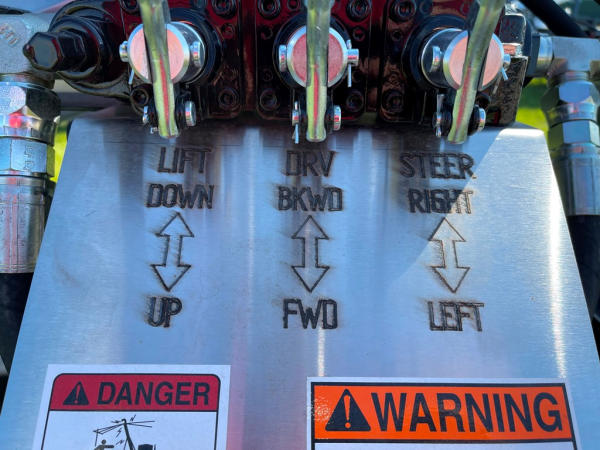 LIFT DRV STEER
DOWN BKWD RIGHT
UP FWD LEFT
DANGER WARNING